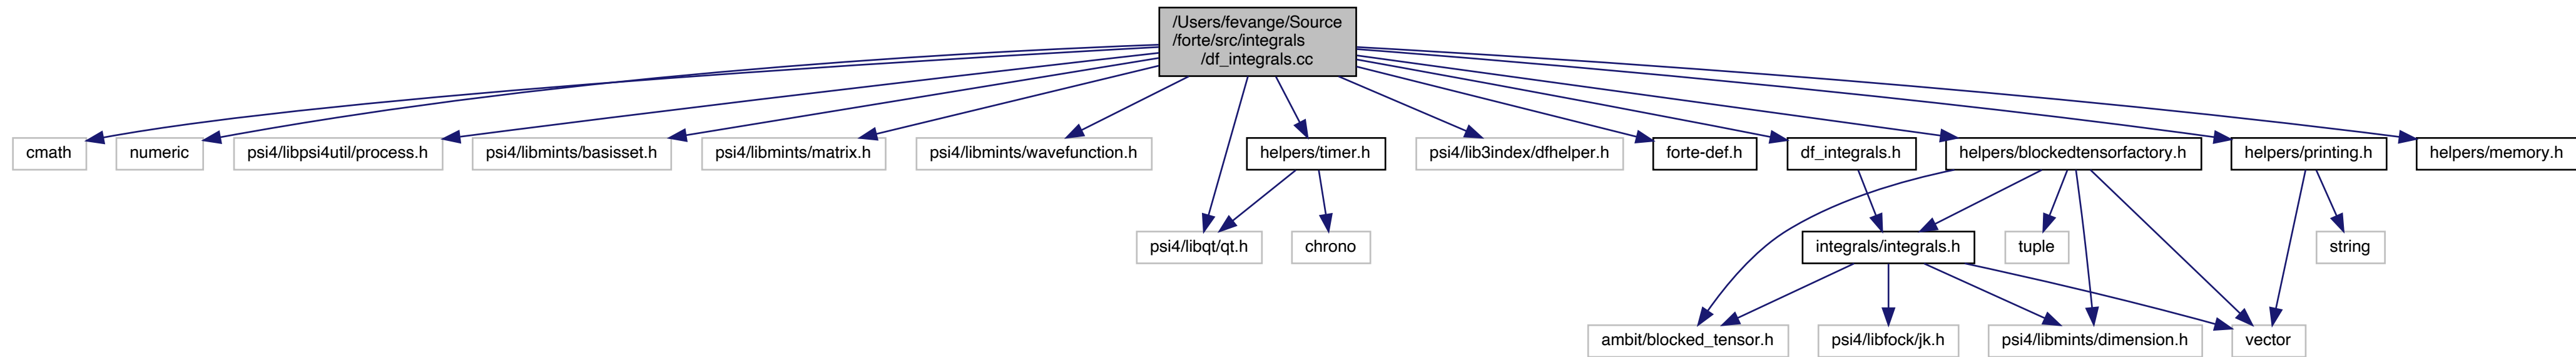 /Users/fevange/Source
/forte/src/integrals
/df_integrals.cc
cmath
numeric
psi4/libpsi4util/process.h
psi4/libmints/basisset.h
psi4/libmints/matrix.h
psi4/libmints/wavefunction.h
helpers/timer.h
psi4/lib3index/dfhelper.h
forte-def.h
df_integrals.h
helpers/blockedtensorfactory.h
helpers/printing.h
helpers/memory.h
psi4/libqt/qt.h
chrono
integrals/integrals.h
tuple
string
ambit/blocked_tensor.h
psi4/libfock/jk.h
psi4/libmints/dimension.h
vector